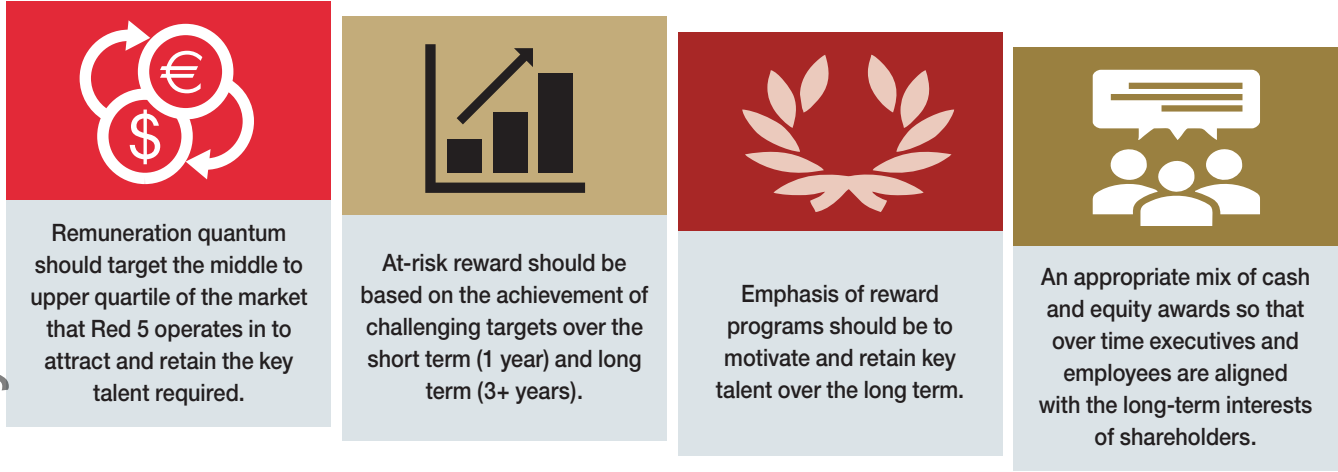 €
$
Remuneration quantum
should target the middle to
upper quartile of the market
that Red 5 operates in to
attract and retain the key
talent required.
At-risk reward should be
based on the achievement of
challenging targets over the
short term (1 year) and long
term (3+ years).
Emphasis of reward
programs should be to
motivate and retain key
talent over the long term.
An appropriate mix of cash
and equity awards so that
over time executives and
employees are aligned
with the long-term interests
of shareholders.